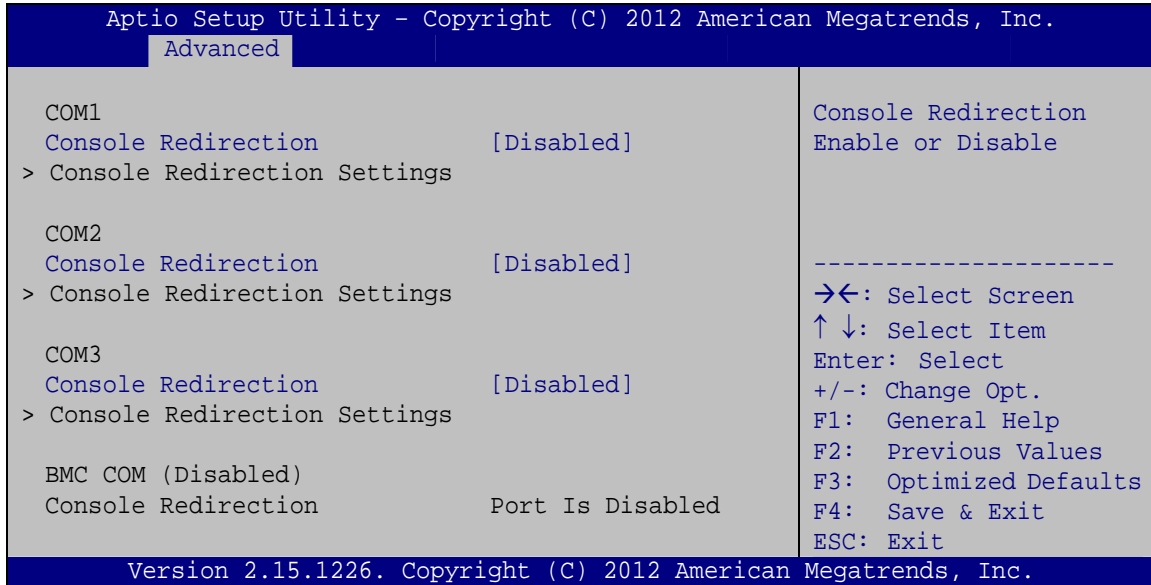 Aptio Setup Utility – Copyright (C) 2012 American Megatrends, Inc.
Advanced
COM1
Console Redirection [Disabled]
> Console Redirection Settings
COM2
Console Redirection [Disabled]
> Console Redirection Settings
COM3
Console Redirection [Disabled]
> Console Redirection Settings
BMC COM (Disabled)
Console Redirection Port Is Disabled
Console Redirection
Enable or Disable
---------------------
→←: Select Screen
↑ ↓: Select Item
Enter: Select
+/-: Change Opt.
F1: General Help
F2: Previous Values
F3: Optimized Defaults
F4: Save & Exit
ESC: Exit
Version 2.15.1226. Copyright (C) 2012 American Megatrends, Inc.